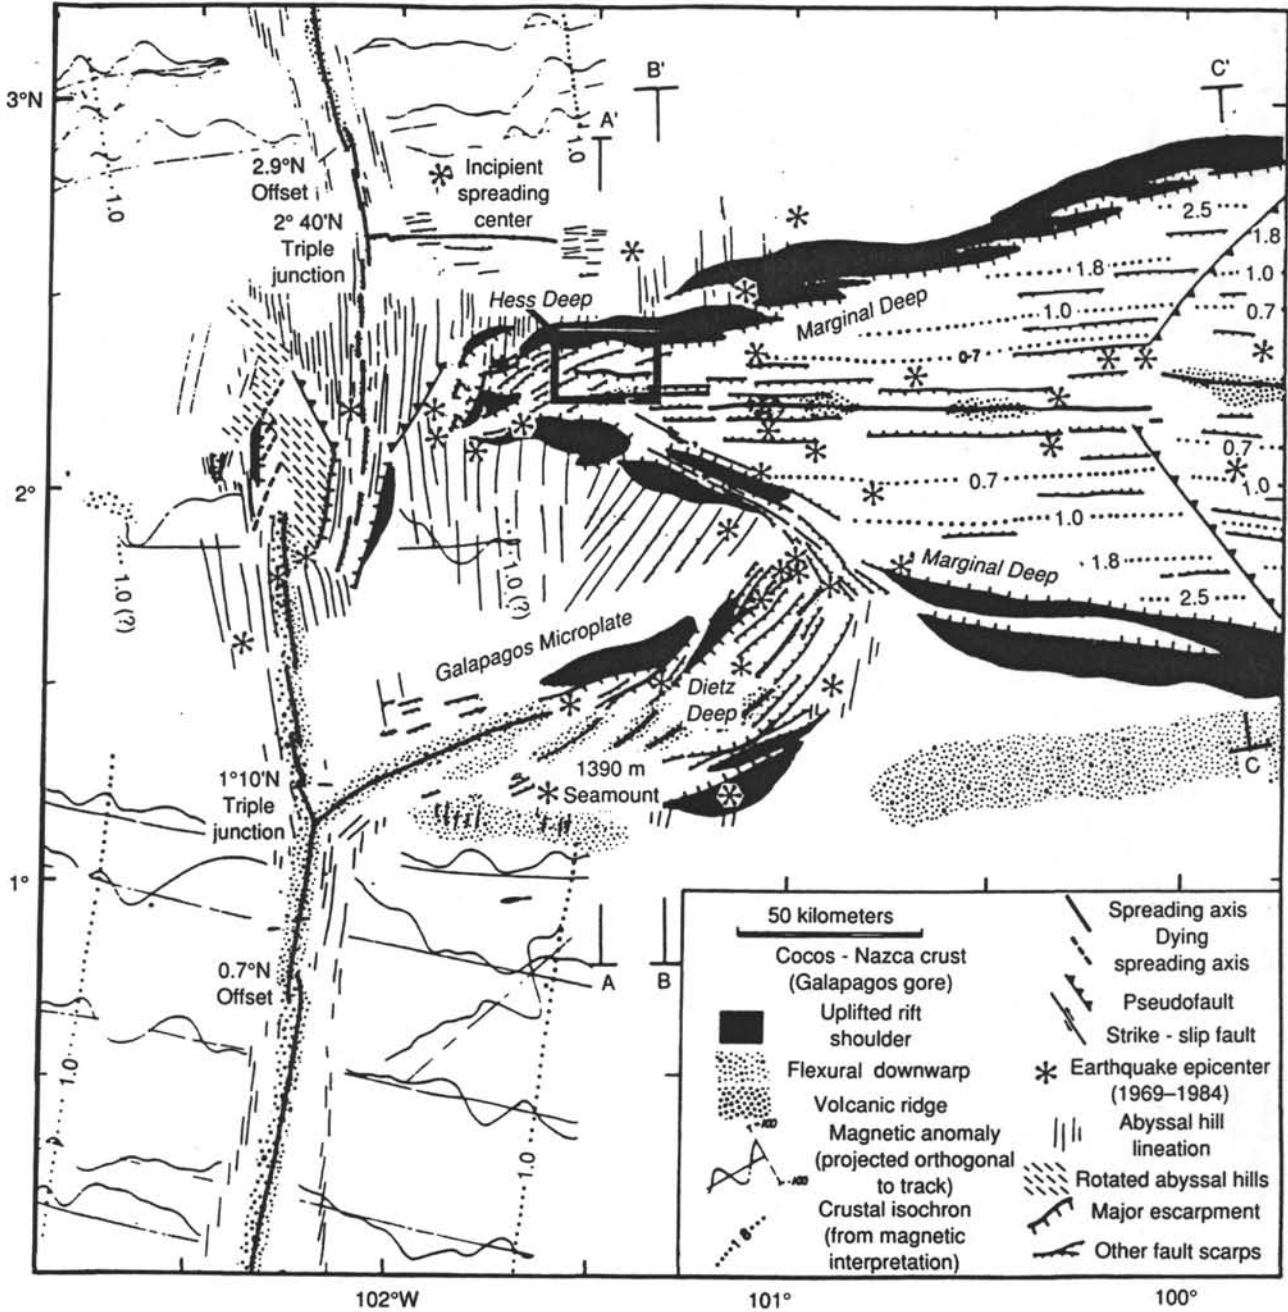 B'
C'
3°N
A'
1.0
2.9°N
Offset
Incipient
spreading
center
1.0
2° 40'N
Triple
junction
2.5
1.8
1.8
1.0
Hess Deep
Marginal Deep
1.0
0.7
0.7
0.7
2°
0.7
1.0
1.0
1.0 (?)
1.0 (?)
Marginal Deep
1.8
2.5
Galapagos Microplate
Dietz
Deep
1°10'N
Triple
junction
1390 m
Seamount
C
1°
0.7°N
Offset
A
B
1.0
1.0
50 kilometers
Cocos - Nazca crust
(Galapagos gore)
Uplifted rift
shoulder
Flexural downwarp
Volcanic ridge
Magnetic anomaly
(projected orthogonal
to track)
Crustal isochron
(from magnetic
interpretation)
1 8
Spreading axis
Dying
spreading axis
Pseudofault
Strike - slip fault
Earthquake epicenter
(1969–1984)
Abyssal hill
lineation
Rotated abyssal hills
Major escarpment
Other fault scarps
102°W
101°
100°